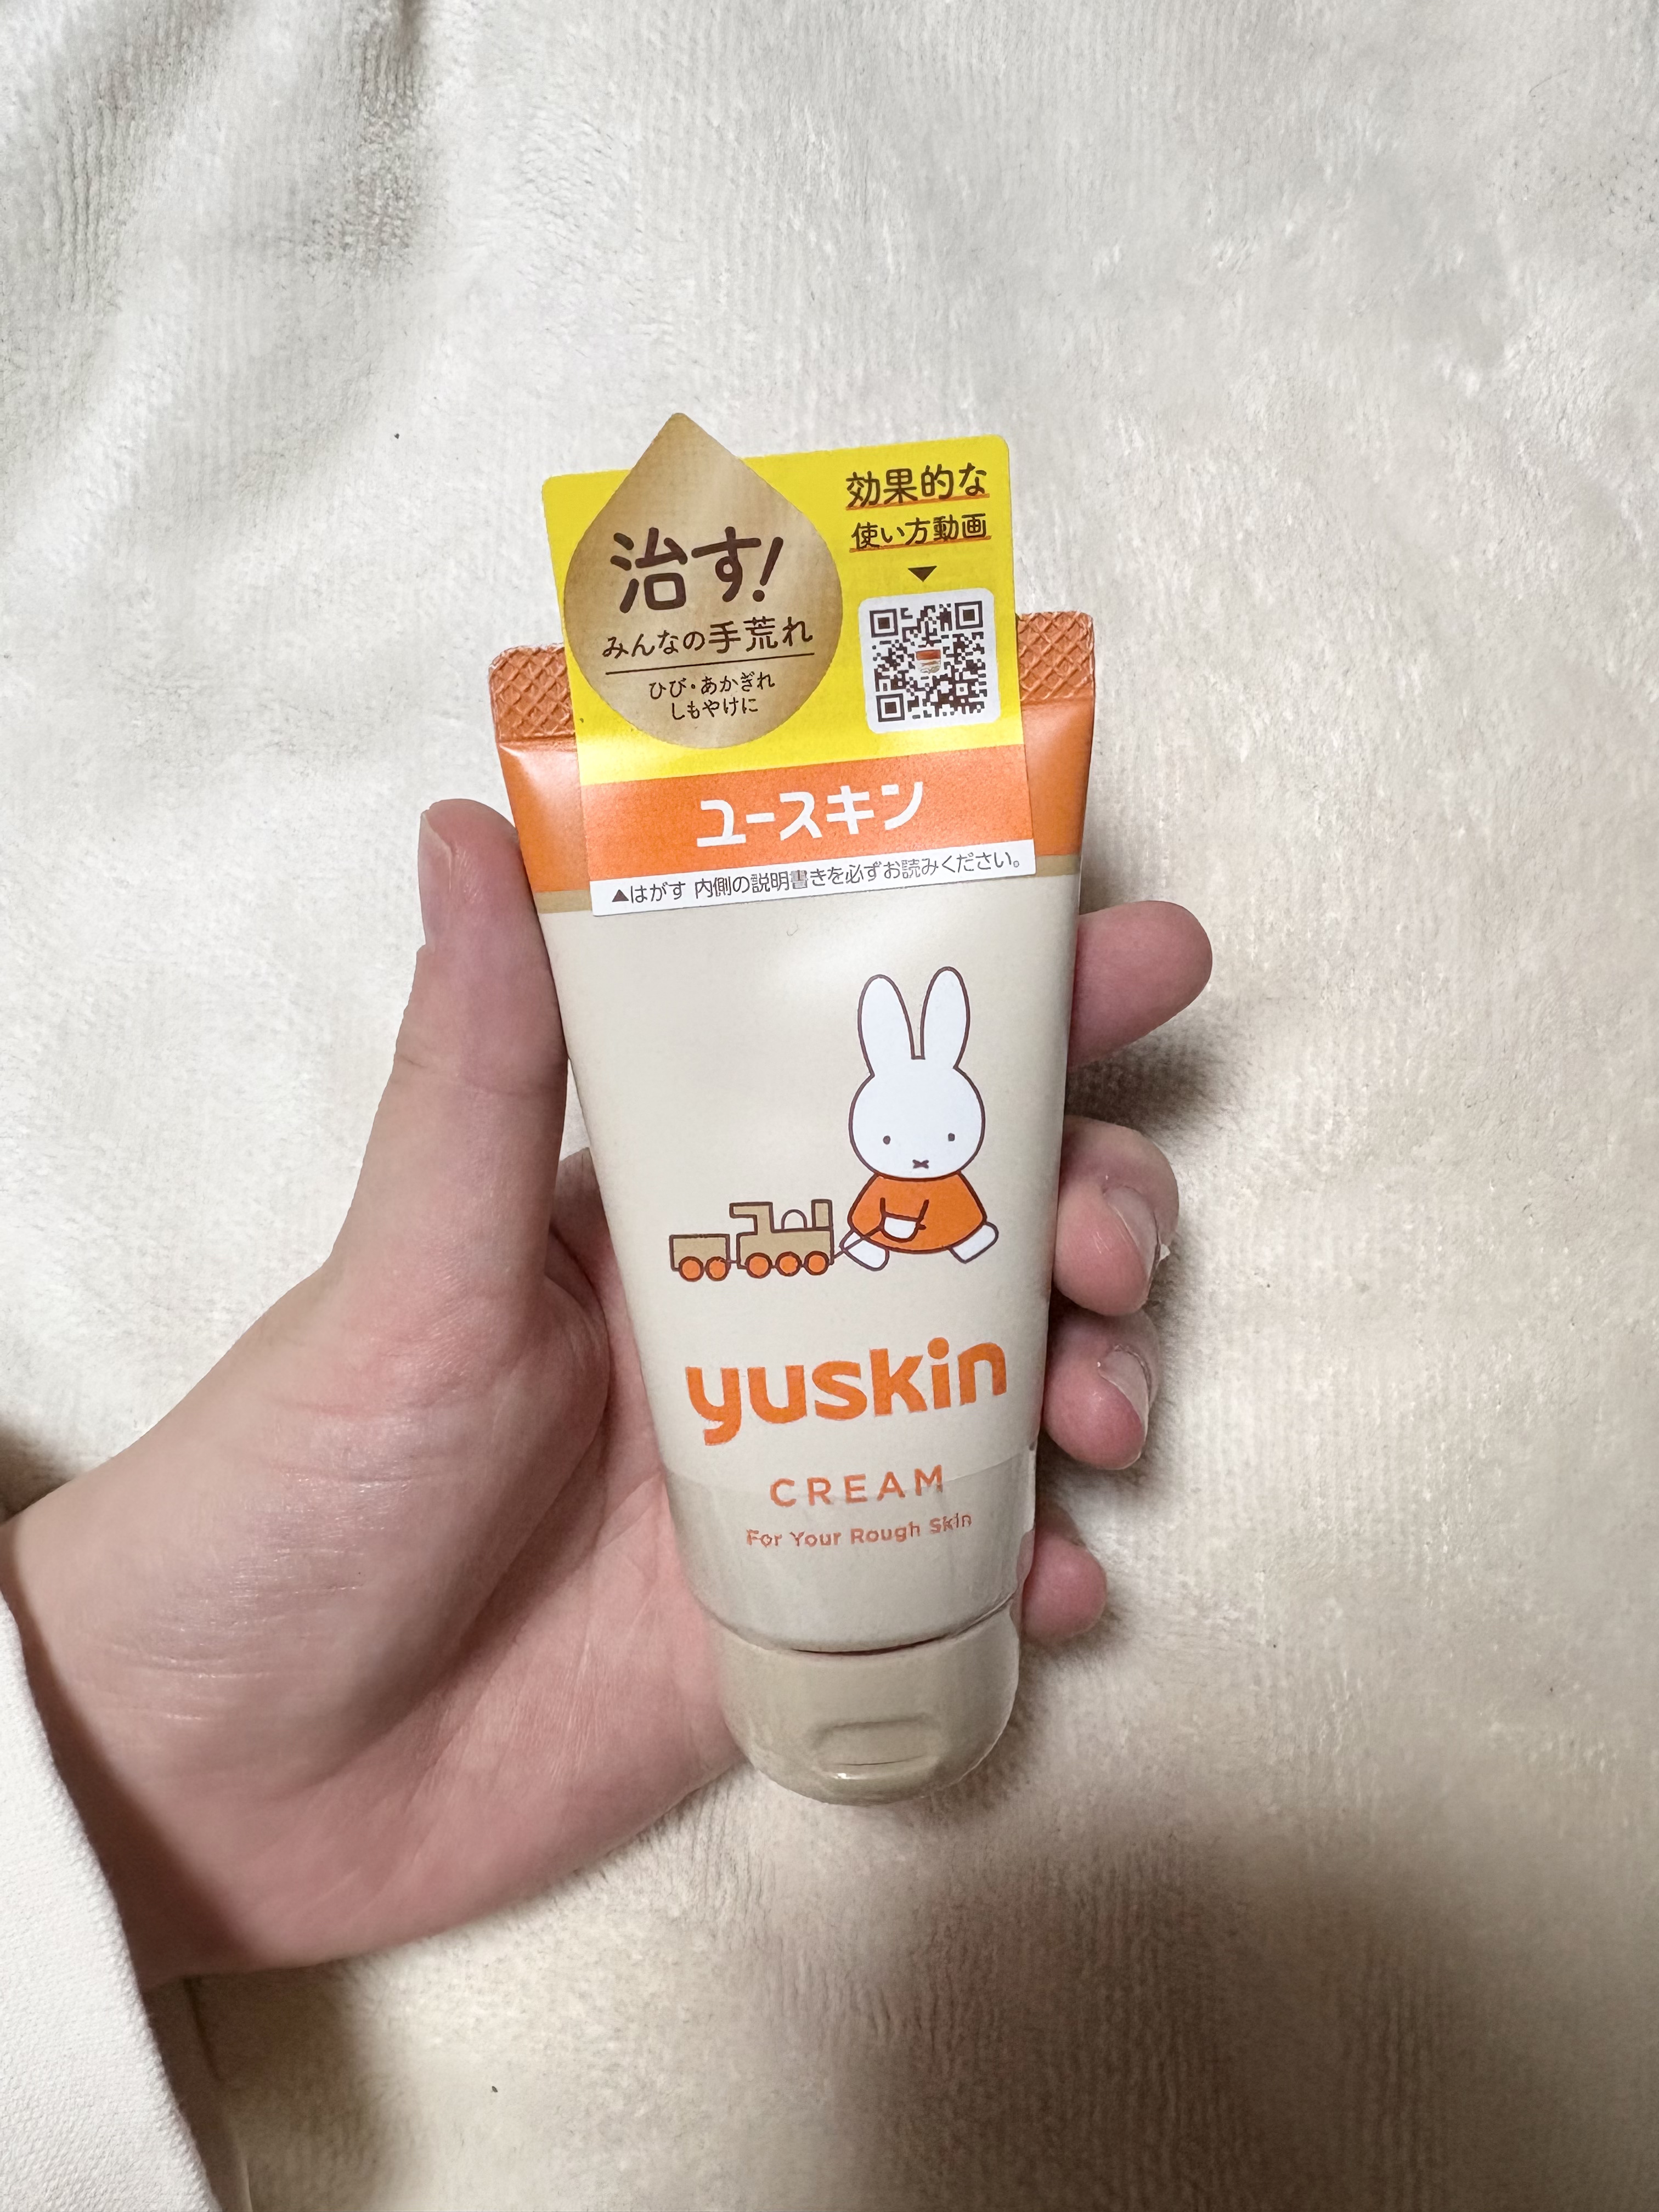 治す!
みんなの手荒れ
ひび・あかぎれ
しもやけに
効果的な
使い方動画
▼
ユースキン
▲はがす 内側の説明書きを必ずお読みください。
yuskin
CREAM
For Your Rough Skin